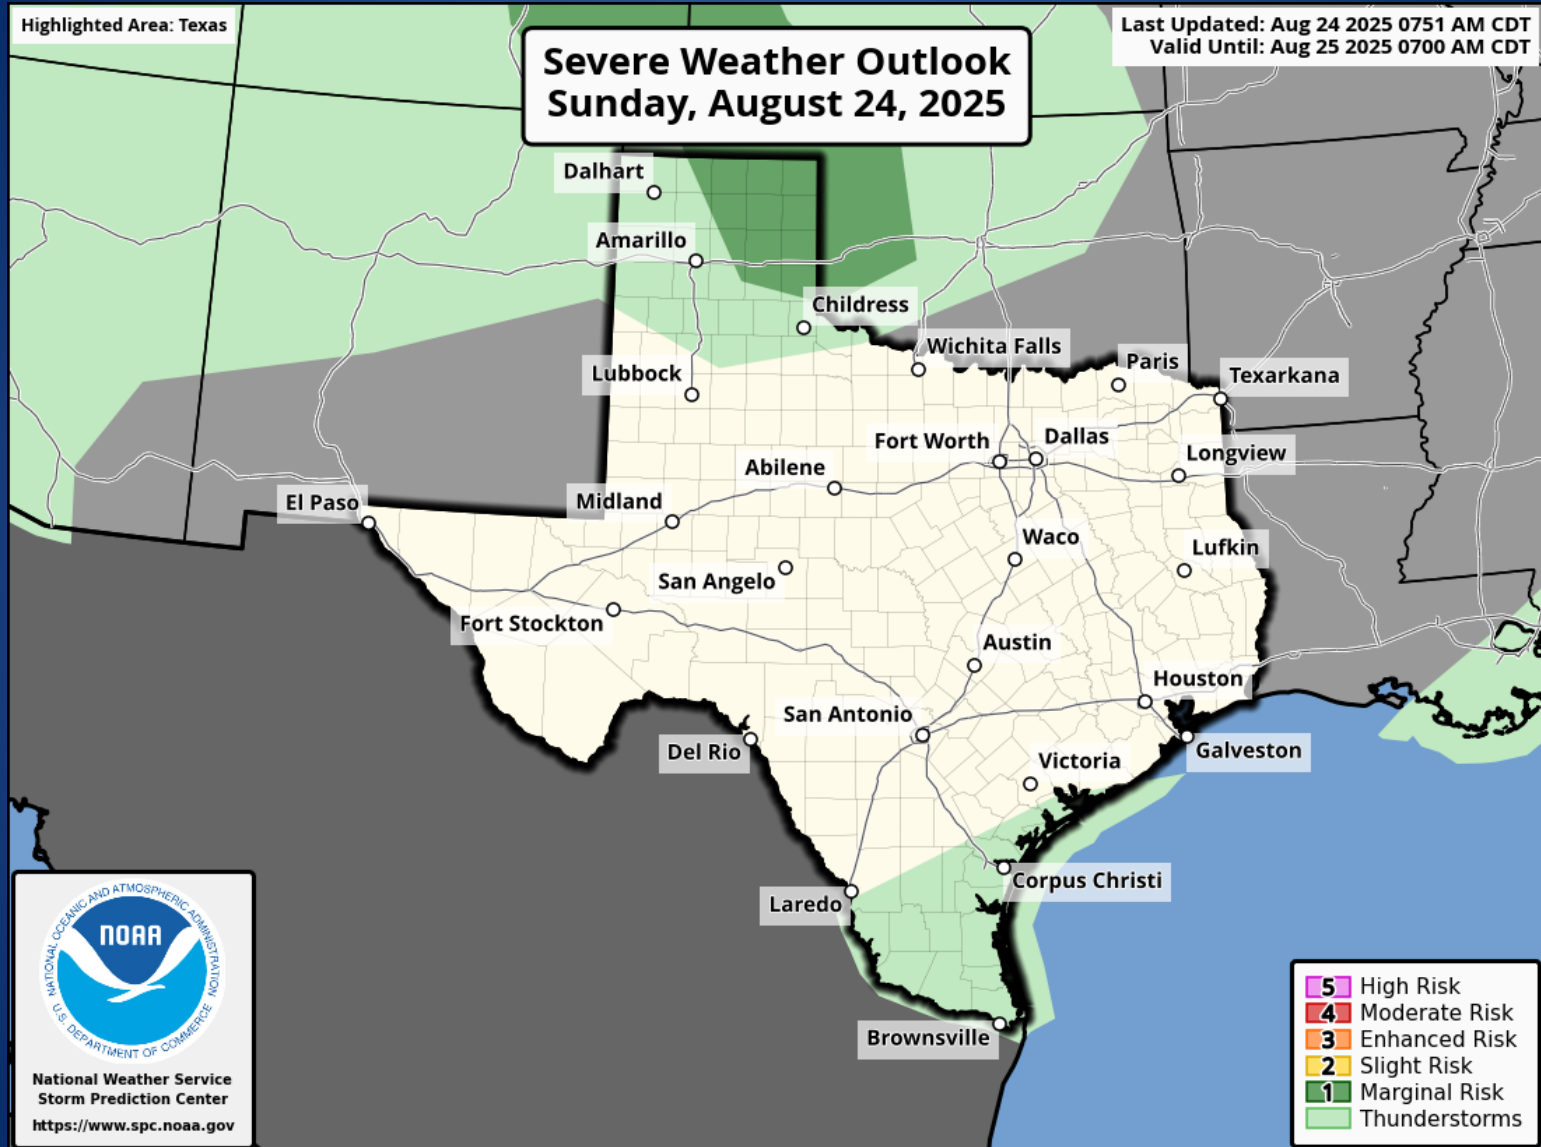 Highlighted Area: Texas
Last Updated: Aug 24 2025 0751 AM CDT
Valid Until: Aug 25 2025 0700 AM CDT
Severe Weather Outlook
Sunday, August 24, 2025
Dalhart
Amarillo
Childress
Wichita Falls
Paris
Texarkana
Lubbock
Fort Worth
Dallas
Longview
Abilene
Midland
El Paso
Waco
Lufkin
San Angelo
Fort Stockton
Austin
Houston
San Antonio
Del Rio
Galveston
Victoria
Corpus Christi
Laredo
Brownsville
NATIONAL OCEANIC AND ATMOSPHERIC ADMINISTRATION
NOAA
U.S. DEPARTMENT OF COMMERCE
National Weather Service
Storm Prediction Center
https://www.spc.noaa.gov
5 High Risk
4 Moderate Risk
3 Enhanced Risk
2 Slight Risk
1 Marginal Risk
Thunderstorms